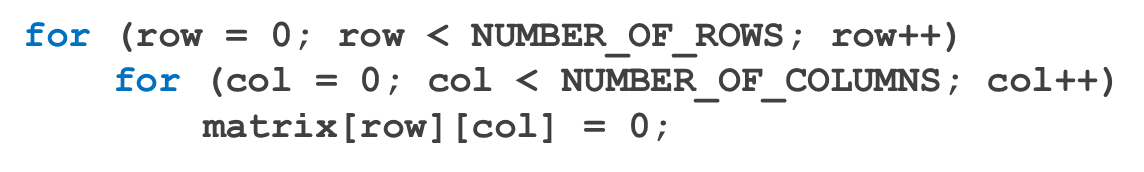 for (row = 0; row < NUMBER_OF_ROWS; row++)
for (col = 0; col < NUMBER_OF_COLUMNS; col++)
matrix[row][col] = 0;